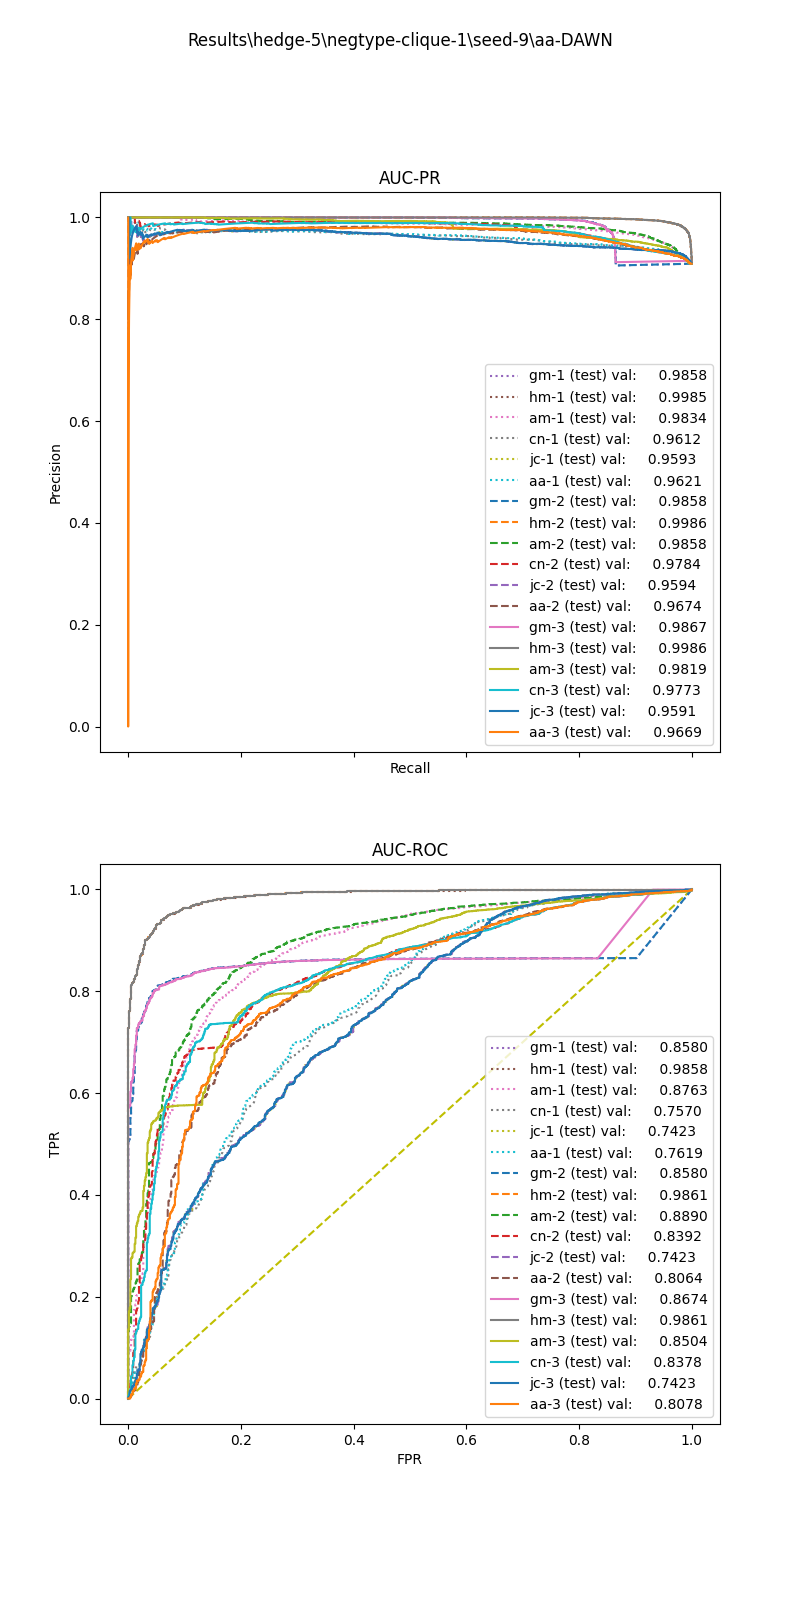 Results\hedge-5\negtype-clique-1\seed-9\aa-DAWN
AUC-PR
1.0
0.8
0.6
0.4
0.2
0.0
Precision
gm-1 (test) val: 0.9858
hm-1 (test) val: 0.9985
am-1 (test) val: 0.9834
cn-1 (test) val: 0.9612
jc-1 (test) val: 0.9593
aa-1 (test) val: 0.9621
gm-2 (test) val: 0.9858
hm-2 (test) val: 0.9986
am-2 (test) val: 0.9858
cn-2 (test) val: 0.9784
jc-2 (test) val: 0.9594
aa-2 (test) val: 0.9674
gm-3 (test) val: 0.9867
hm-3 (test) val: 0.9986
am-3 (test) val: 0.9819
cn-3 (test) val: 0.9773
jc-3 (test) val: 0.9591
aa-3 (test) val: 0.9669
Recall
AUC-ROC
1.0
0.8
0.6
0.4
0.2
0.0
TPR
gm-1 (test) val: 0.8580
hm-1 (test) val: 0.9858
am-1 (test) val: 0.8763
cn-1 (test) val: 0.7570
jc-1 (test) val: 0.7423
aa-1 (test) val: 0.7619
gm-2 (test) val: 0.8580
hm-2 (test) val: 0.9861
am-2 (test) val: 0.8890
cn-2 (test) val: 0.8392
jc-2 (test) val: 0.7423
aa-2 (test) val: 0.8064
gm-3 (test) val: 0.8674
hm-3 (test) val: 0.9861
am-3 (test) val: 0.8504
cn-3 (test) val: 0.8378
jc-3 (test) val: 0.7423
aa-3 (test) val: 0.8078
0.0 0.2 0.4 0.6 0.8 1.0
FPR